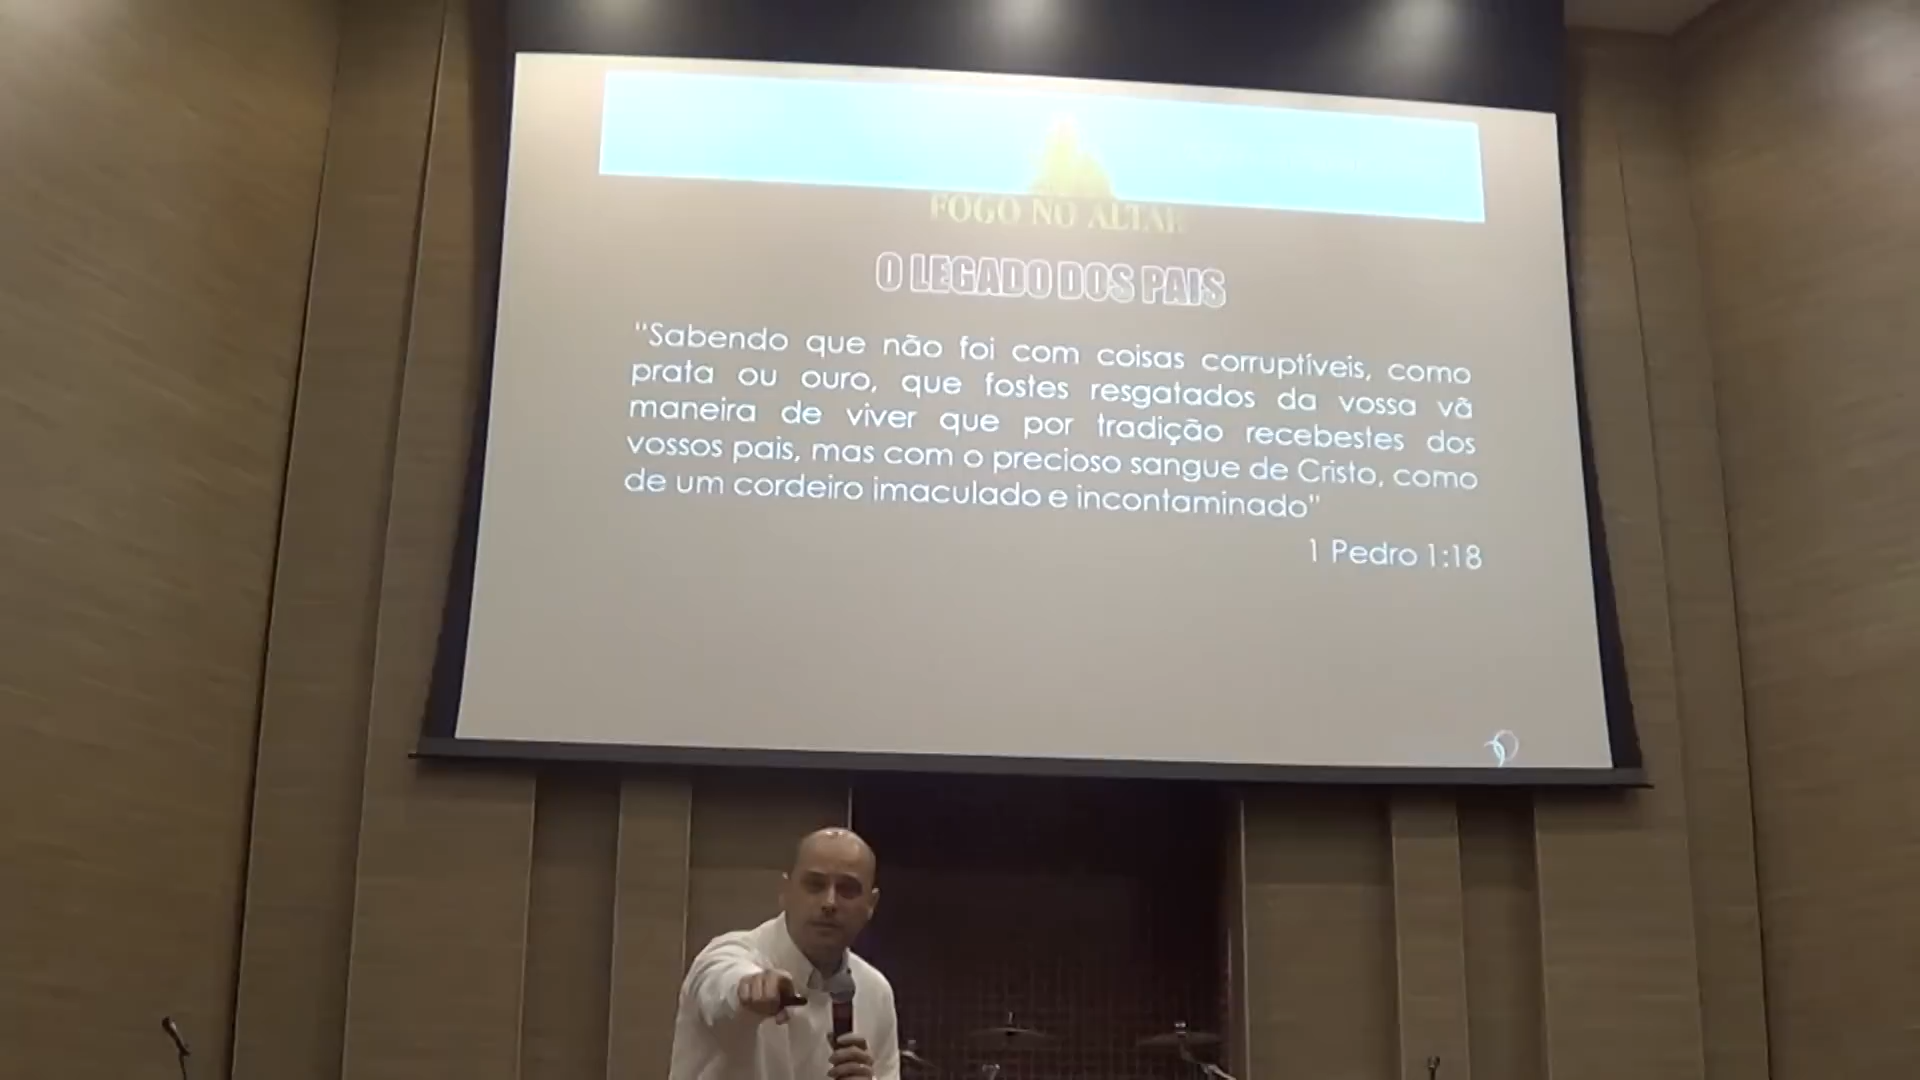 FOGO NO ALTAR
O LEGADO DOS PAIS
"Sabendo que não foi com coisas corruptíveis, como
prata ou ouro, que fostes resgatados da vossa vã
maneira de viver que por tradição recebestes dos
vossos pais, mas com o precioso sangue de Cristo, como
de um cordeiro imaculado e incontaminado"
1 Pedro 1:18